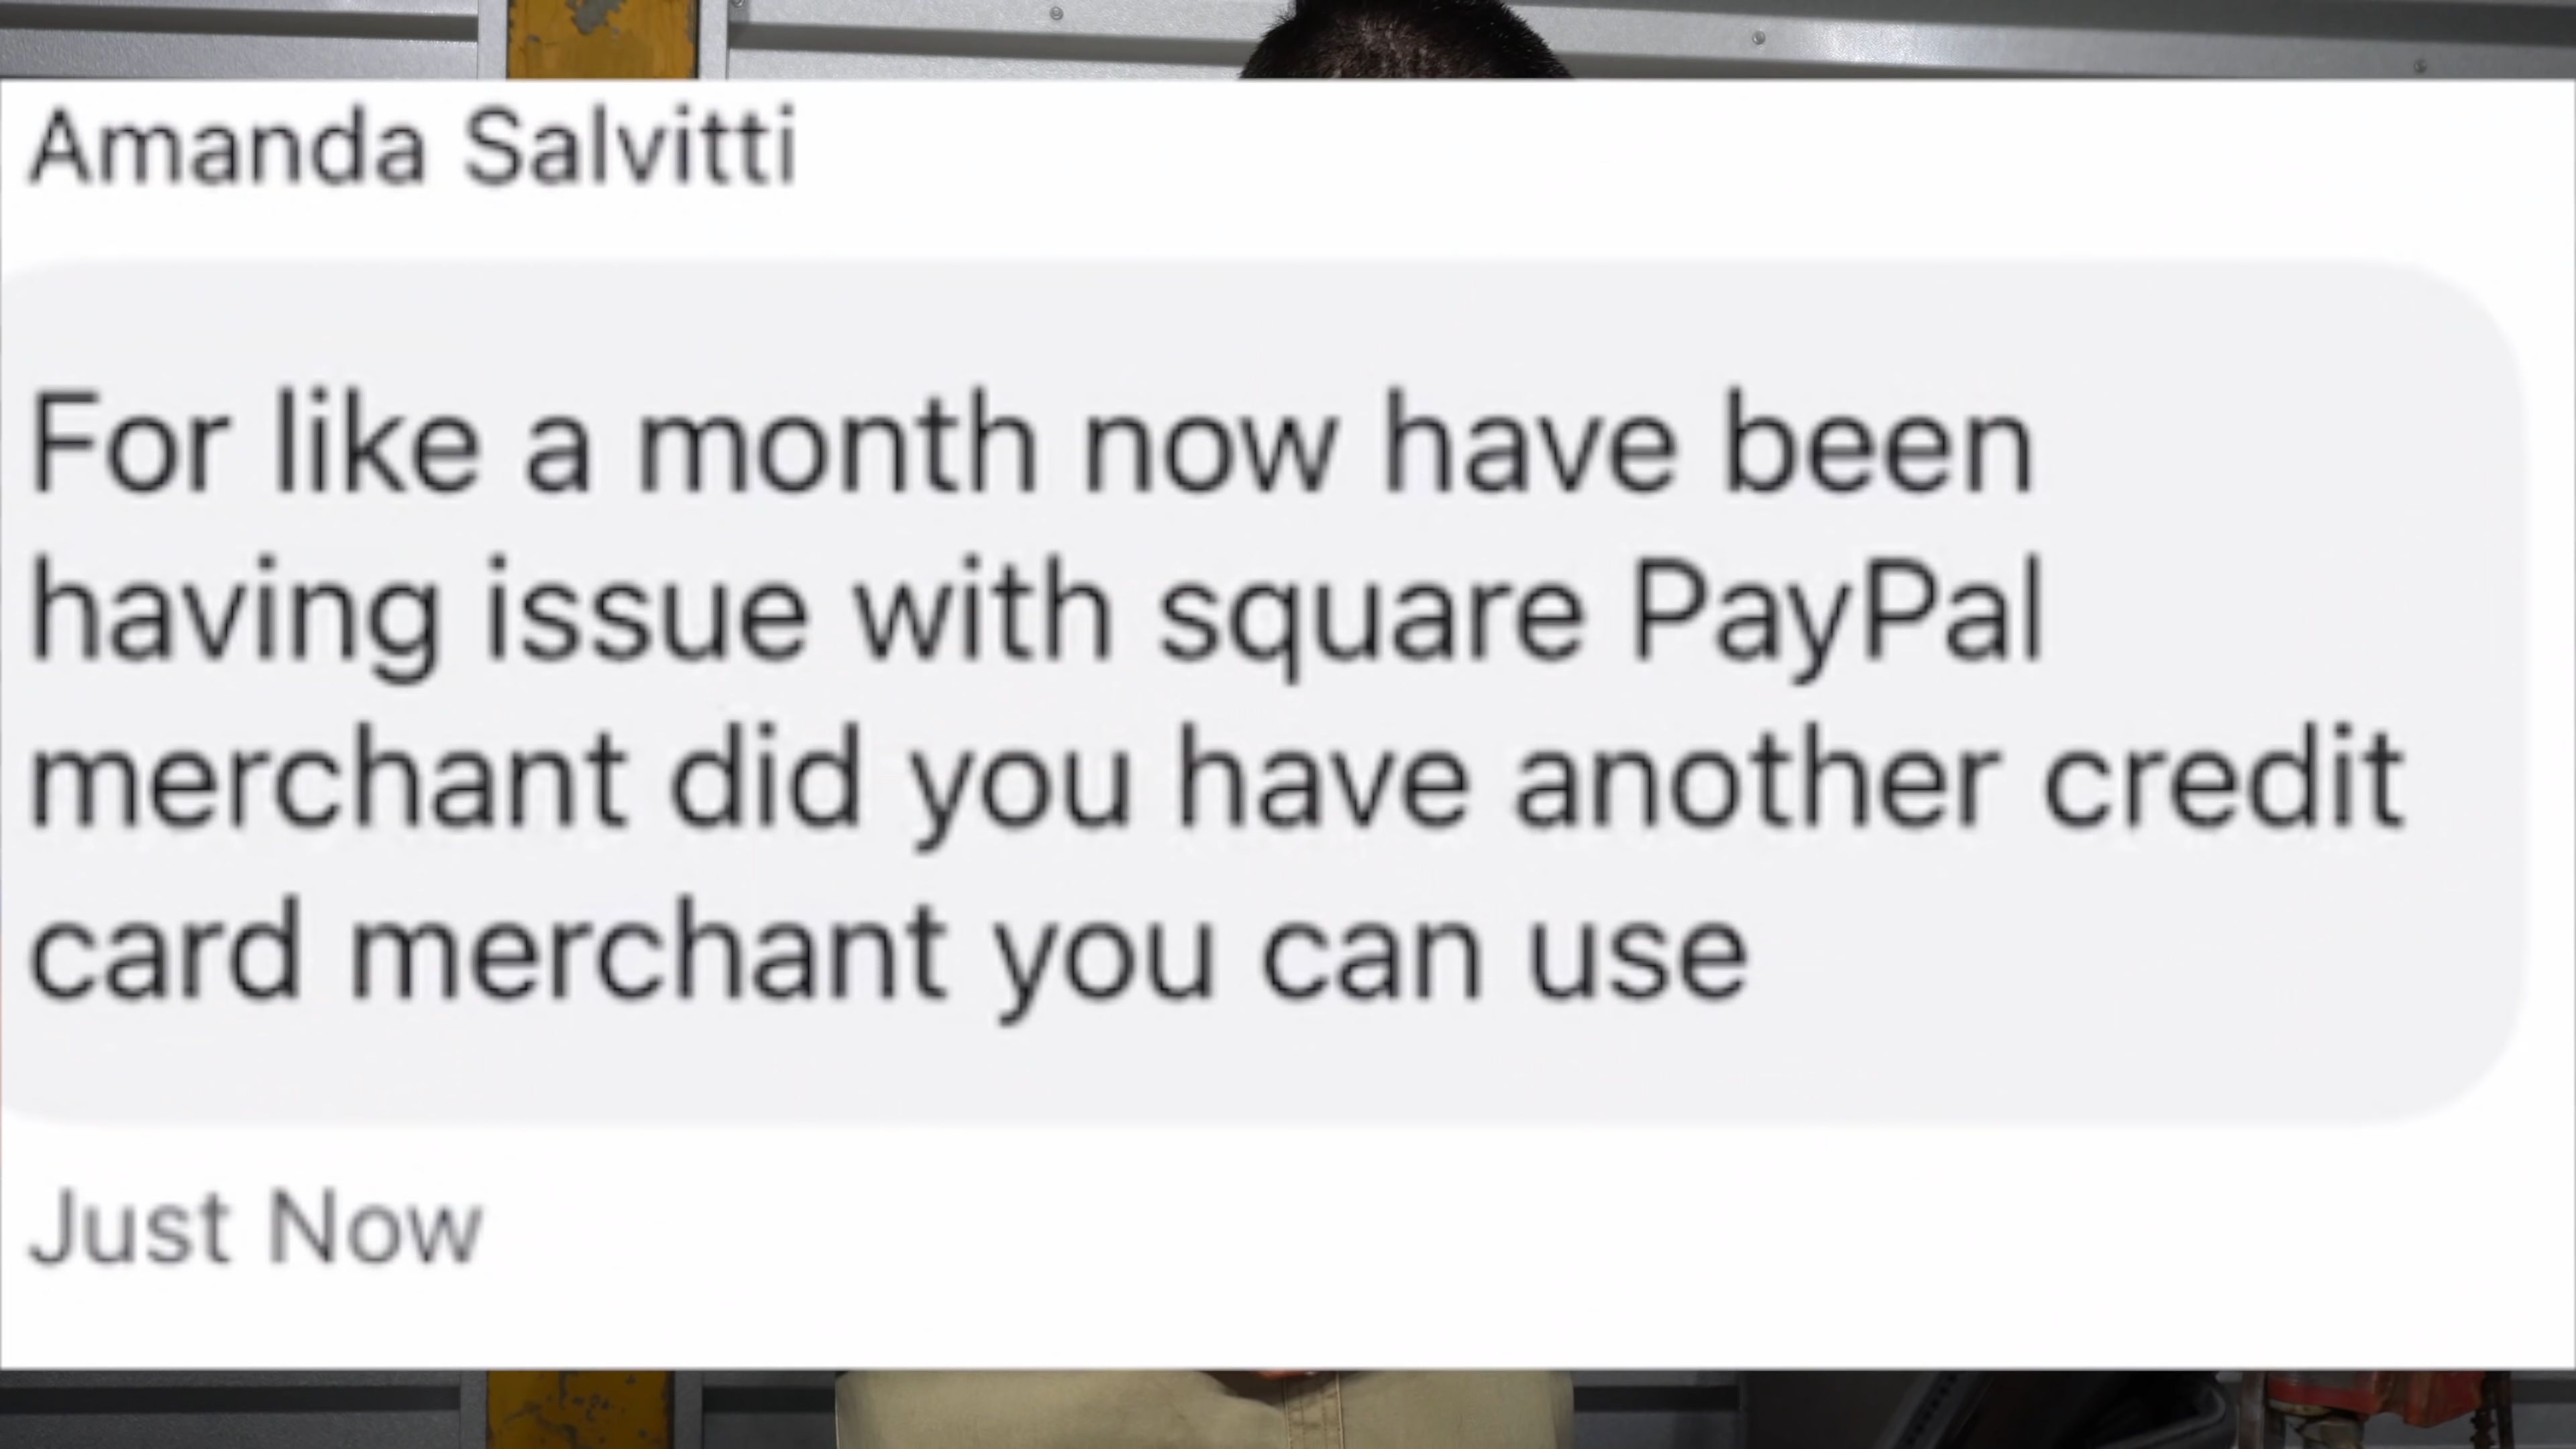 Amanda Salvitti
For like a month now have been
having issue with square PayPal
merchant did you have another credit
card merchant you can use
Just Now